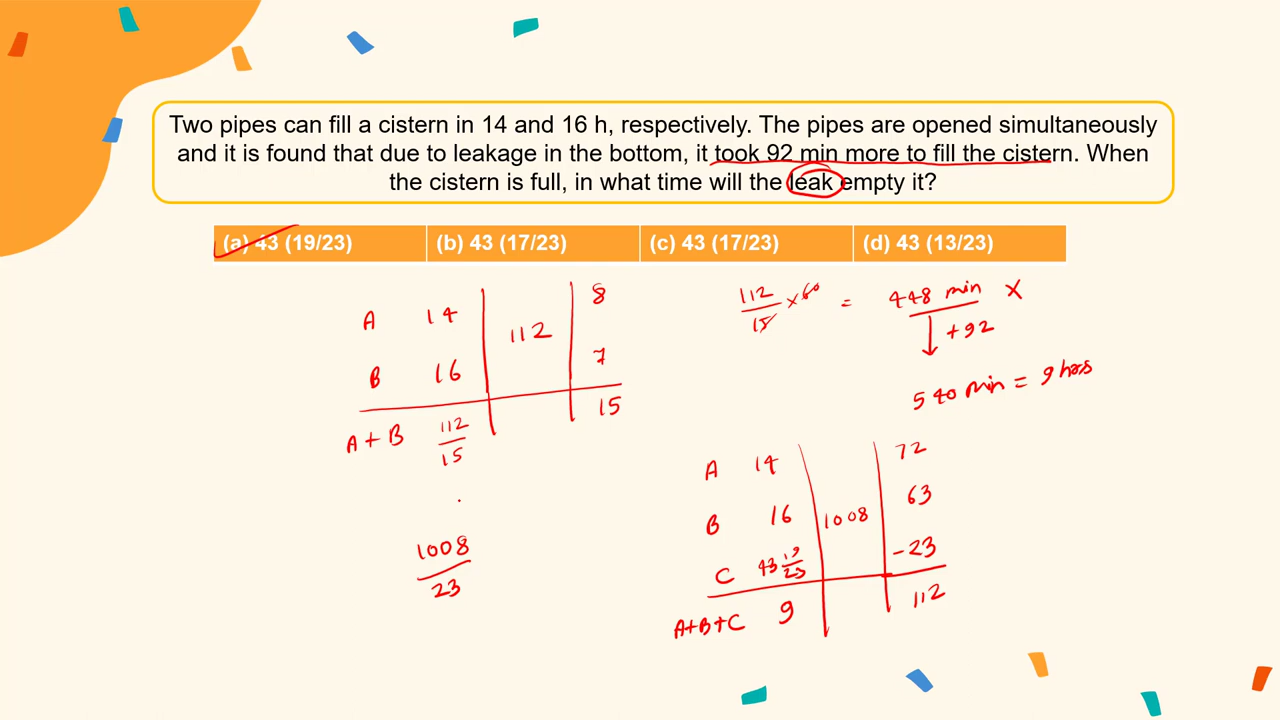 Two pipes can fill a cistern in 14 and 16 h, respectively. The pipes are opened simultaneously
and it is found that due to leakage in the bottom, it took 92 min more to fill the cistern. When
the cistern is full, in what time will the leak empty it?
(a) 43 (19/23) (b) 43 (17/23) (c) 43 (17/23) (d) 43 (13/23)
A 14 112 8
B 16 7
A + B 112/15 15
1008/23
112/15 × 60 = 448 min ×
+92
540 min = 9 hors
A 14 72
B 16 1008 63
C 43 19/23 -23
A+B+C 9 112